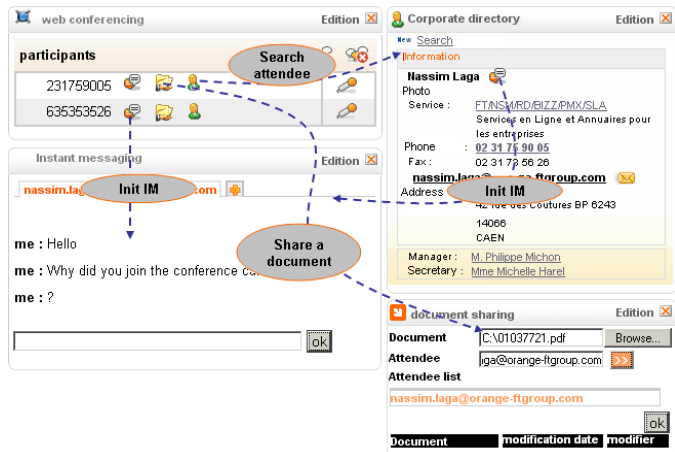 web conferencing Edition
participants
231759005
635353526
Search
attendee
Instant messaging Edition
Init IM
me : Hello
me : Why did you join the conference
me : ?
ok
Share a
document
Corporate directory Edition
New Search
Information
Nassim Laga
Photo
Service : FT/NSM/RD/BIZZ/PMX/SLA
Services en Ligne et Annuaires pour
les entreprises
Phone : 02 31 75 90 05
Fax : 02 31 73 56 26
Init IM
Address 42 rue des Coutures BP 6243
14066
CAEN
Manager : M. Philippe Michon
Secretary : Mme Michelle Harel
document sharing Edition
Document C:\01037721.pdf Browse...
Attendee iga@orange-ftgroup.com >>
Attendee list
nassim.laga@orange-ftgroup.com
ok
Document modification date modifier